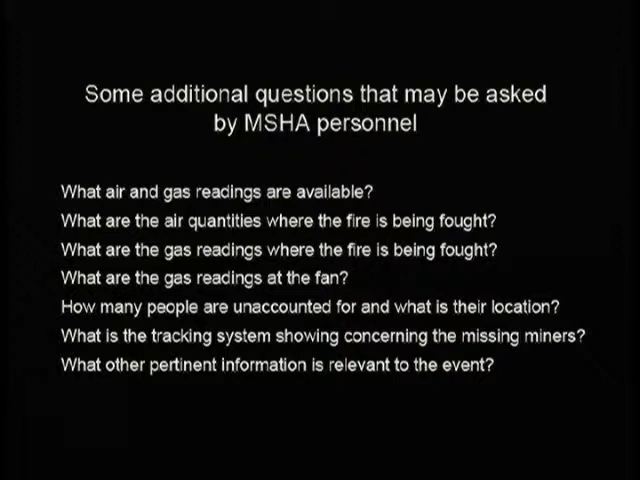 Some additional questions that may be asked
by MSHA personnel
What air and gas readings are available?
What are the air quantities where the fire is being fought?
What are the gas readings where the fire is being fought?
What are the gas readings at the fan?
How many people are unaccounted for and what is their location?
What is the tracking system showing concerning the missing miners?
What other pertinent information is relevant to the event?